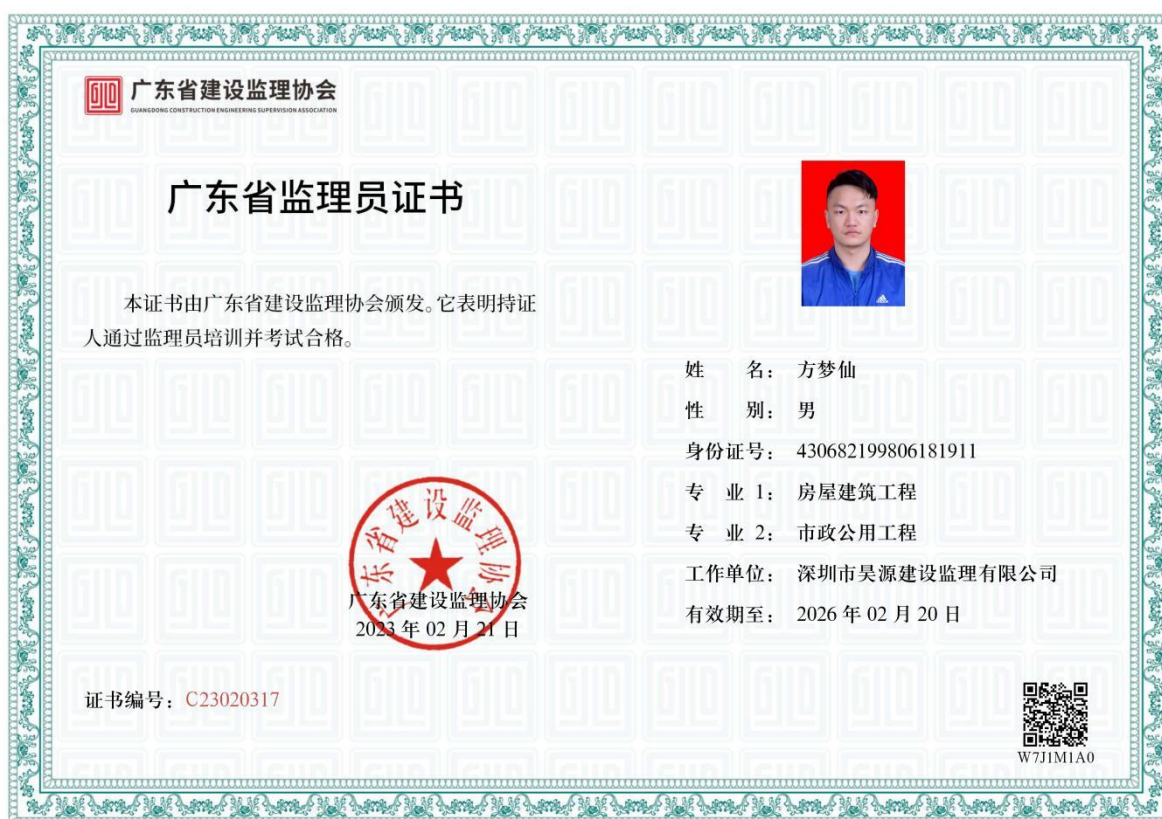 广东省建设监理协会
GUANGDONG CONSTRUCTION ENGINEERING SUPERVISION ASSOCIATION
广东省监理员证书
本证书由广东省建设监理协会颁发。它表明持证
人通过监理员培训并考试合格。
姓 名： 方梦仙
性 别： 男
身份证号： 430682199806181911
专 业 1： 房屋建筑工程
专 业 2： 市政公用工程
工作单位： 深圳市昊源建设监理有限公司
有效期至： 2026 年 02 月 20 日
广东省建设监理协会
广东省建设监理协会
2023 年 02 月 21 日
证书编号：C23020317
W7J1M1A0